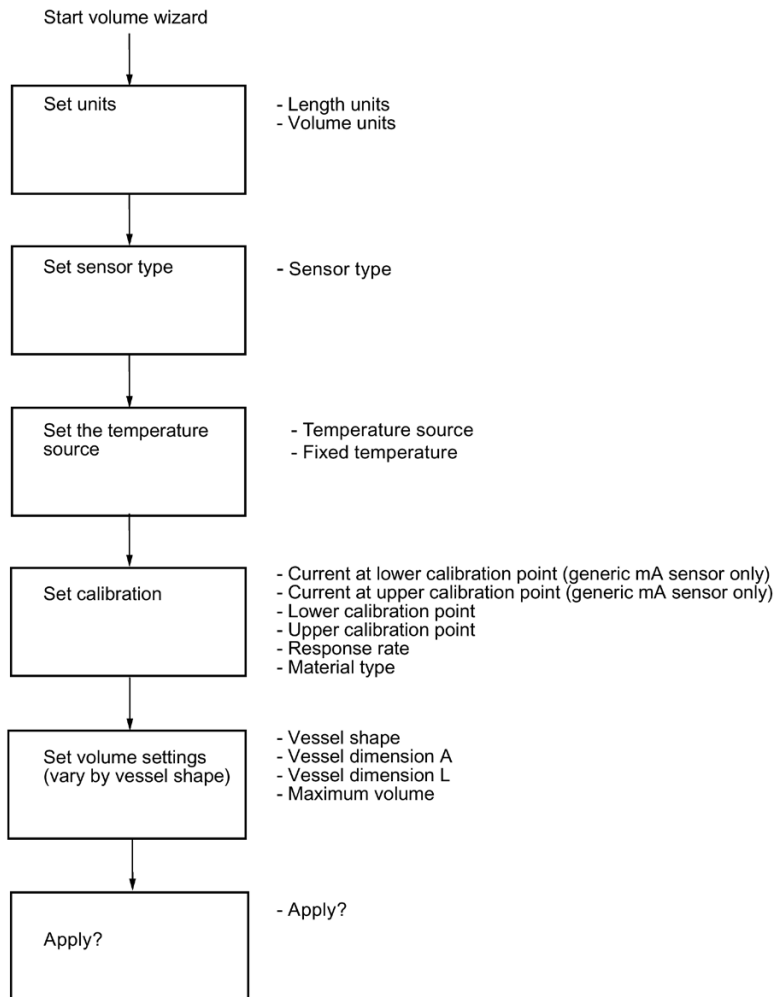 Start volume wizard
Set units
- Length units
- Volume units
Set sensor type
- Sensor type
Set the temperature
source
- Temperature source
- Fixed temperature
Set calibration
- Current at lower calibration point (generic mA sensor only)
- Current at upper calibration point (generic mA sensor only)
- Lower calibration point
- Upper calibration point
- Response rate
- Material type
Set volume settings
(vary by vessel shape)
- Vessel shape
- Vessel dimension A
- Vessel dimension L
- Maximum volume
Apply?
- Apply?